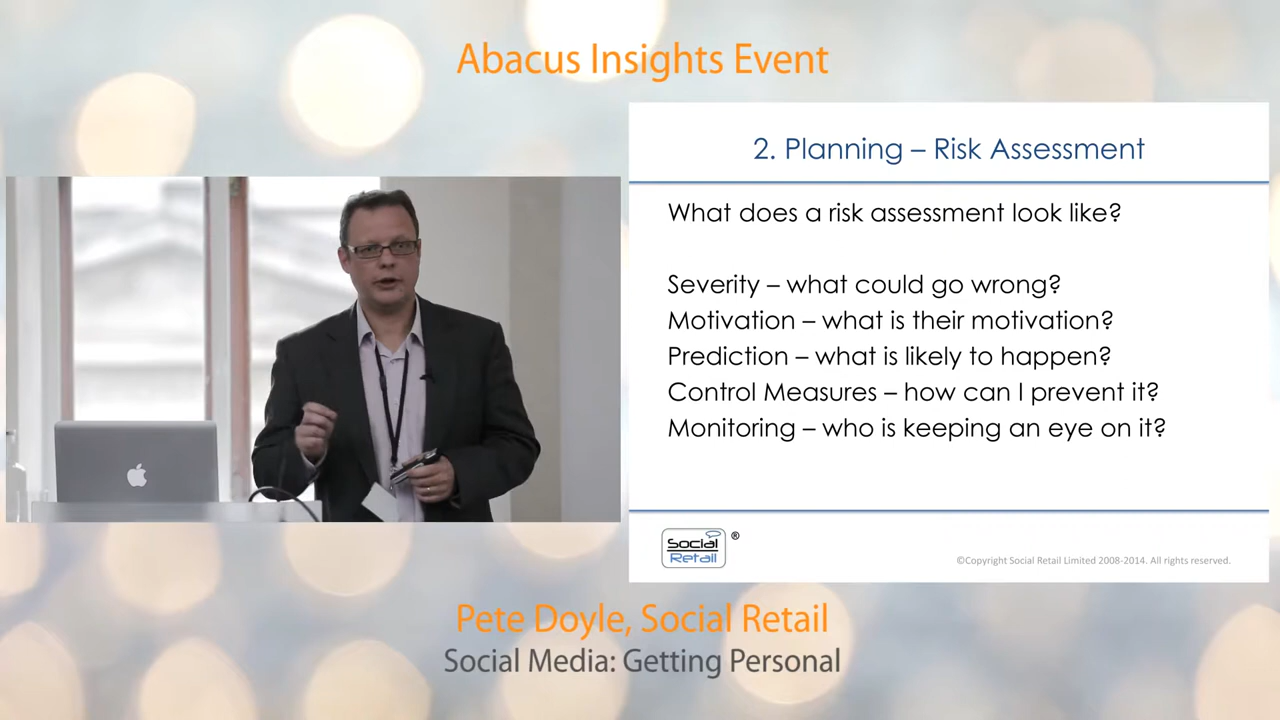 Abacus Insights Event
2. Planning – Risk Assessment
What does a risk assessment look like?
Severity – what could go wrong?
Motivation – what is their motivation?
Prediction – what is likely to happen?
Control Measures – how can I prevent it?
Monitoring – who is keeping an eye on it?
Social
Retail
®
©Copyright Social Retail Limited 2008-2014. All rights reserved.
Pete Doyle, Social Retail
Social Media: Getting Personal